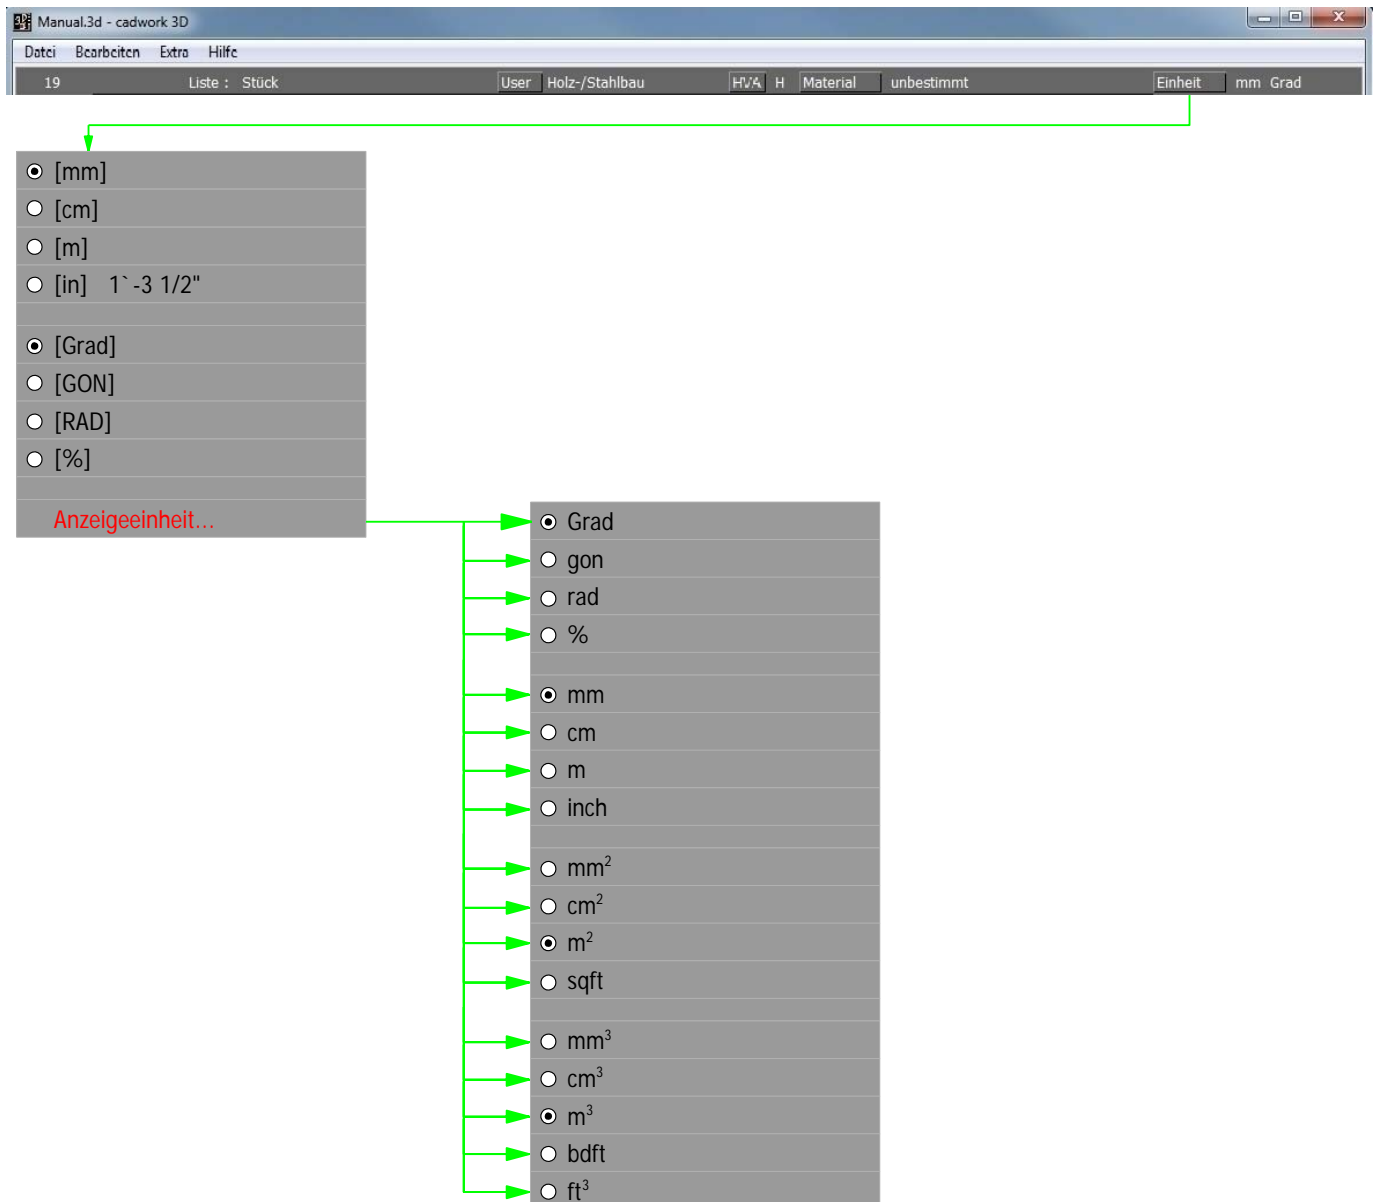 Manual.3d - cadwork 3D
Datei Bearbeiten Extra Hilfe
19 Liste : Stück User Holz-/Stahlbau HVA H Material unbestimmt Einheit mm Grad
[mm]
[cm]
[m]
[in] 1`-3 1/2"
[Grad]
[GON]
[RAD]
[%]
Anzeigeeinheit...
Grad
gon
rad
%
mm
cm
m
inch
mm²
cm²
m²
sqft
mm³
cm³
m³
bdft
ft³